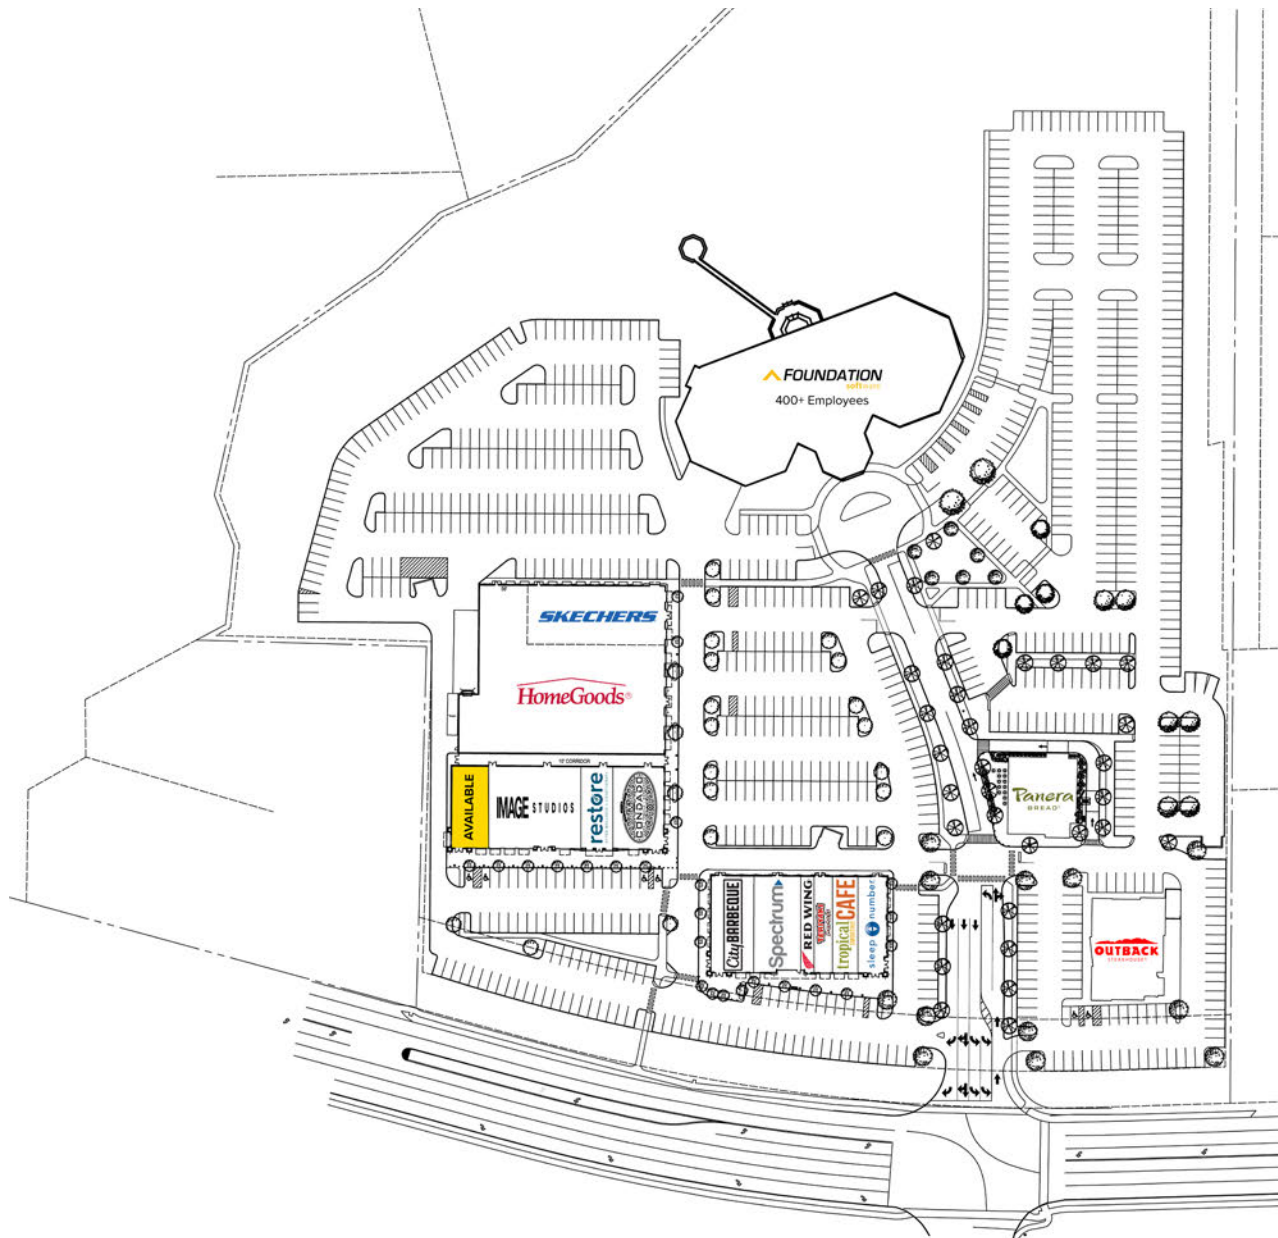 FOUNDATION
software
400+ Employees
SKECHERS
HomeGoods®
12' CORRIDOR
AVAILABLE
IMAGE STUDIOS
restore
CONDADO
Panera
BREAD®
City BARBEQUE
Spectrum
RED WING
tropical CAFE
sleep number
OUTBACK
STEAKHOUSE®